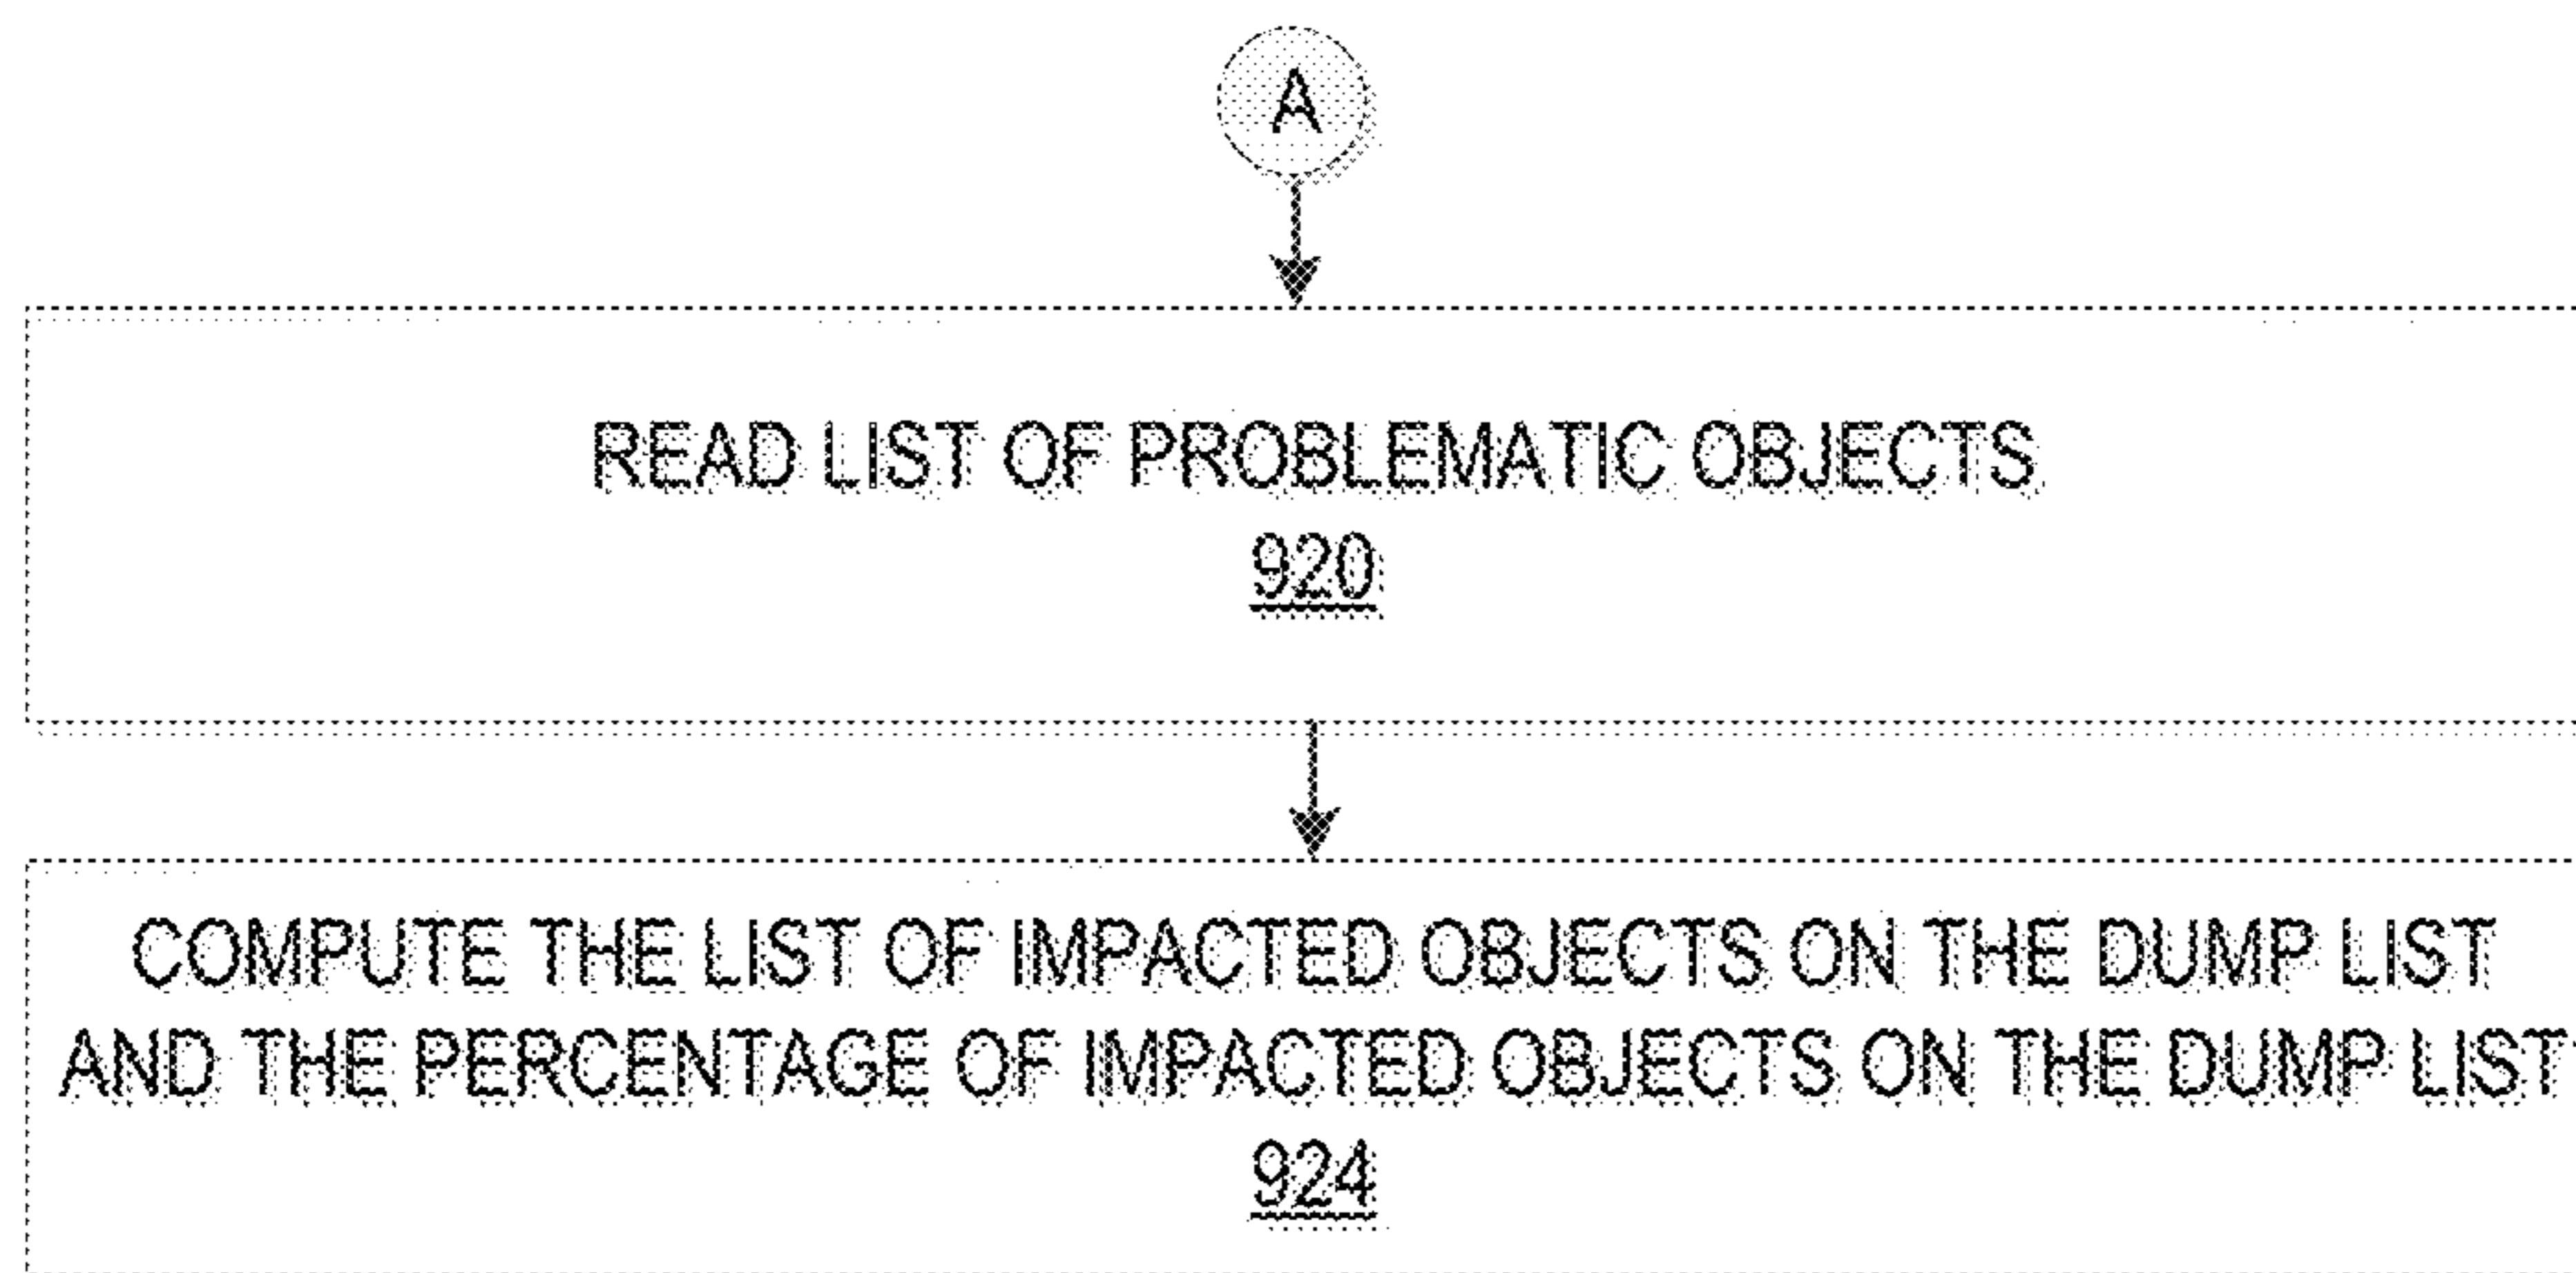 A
READ LIST OF PROBLEMATIC OBJECTS
920
COMPUTE THE LIST OF IMPACTED OBJECTS ON THE DUMP LIST
AND THE PERCENTAGE OF IMPACTED OBJECTS ON THE DUMP LIST
924